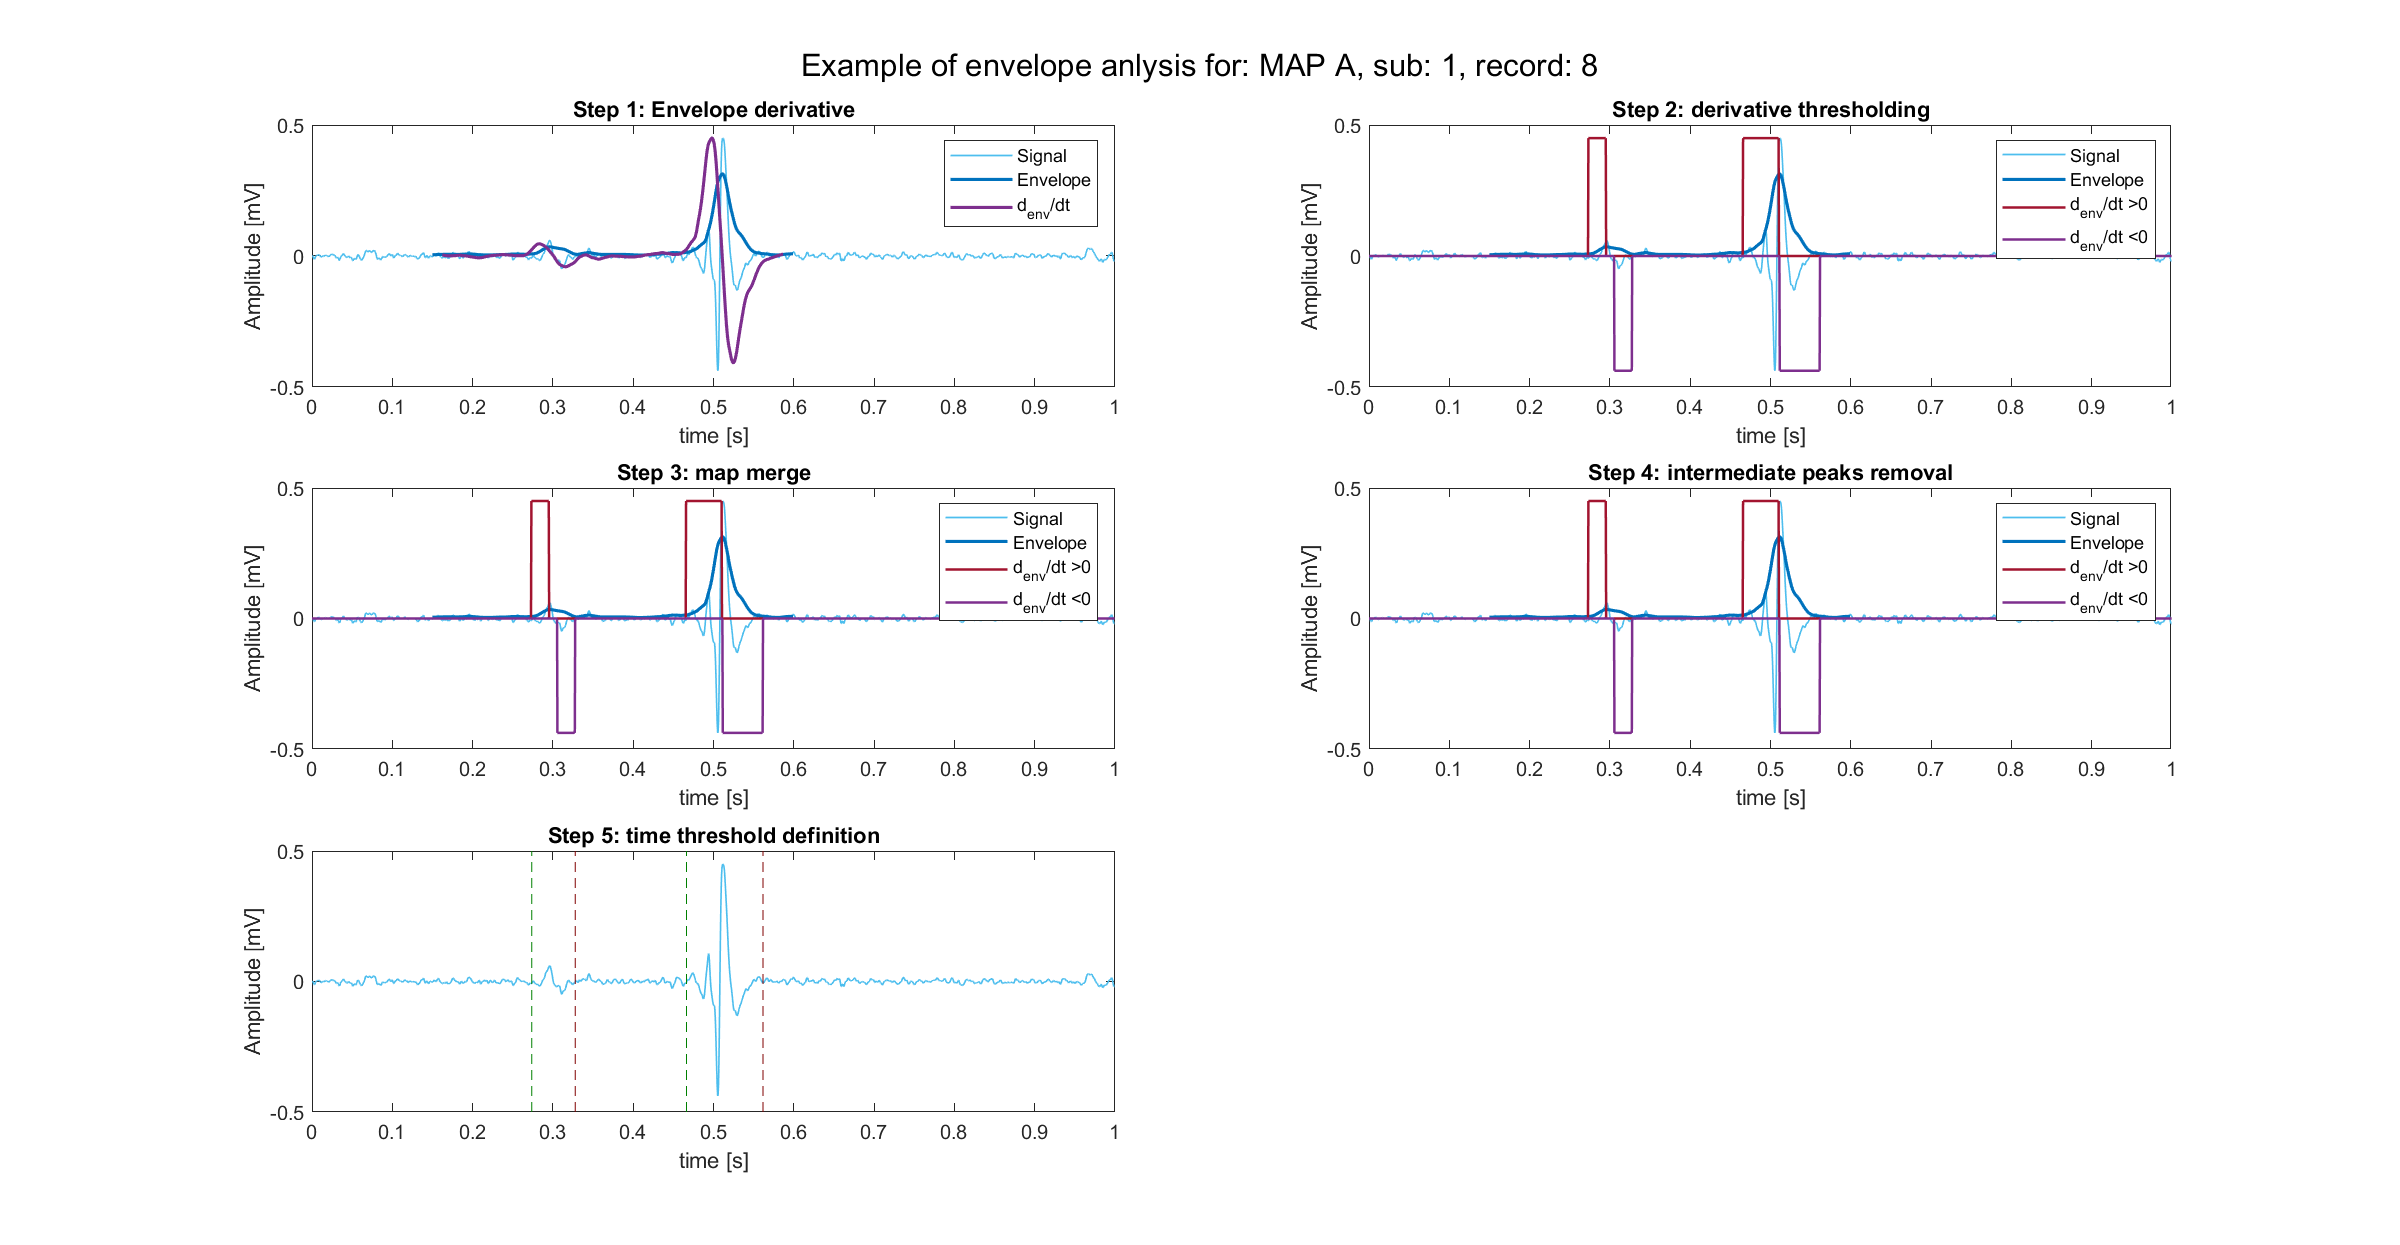 Example of envelope anlysis for: MAP A, sub: 1, record: 8
Step 1: Envelope derivative
0.5
0
-0.5
Amplitude [mV]
Signal
Envelope
d_env/dt
0 0.1 0.2 0.3 0.4 0.5 0.6 0.7 0.8 0.9 1
time [s]
Step 2: derivative thresholding
0.5
0
-0.5
Amplitude [mV]
Signal
Envelope
d_env/dt >0
d_env/dt <0
0 0.1 0.2 0.3 0.4 0.5 0.6 0.7 0.8 0.9 1
time [s]
Step 3: map merge
0.5
0
-0.5
Amplitude [mV]
Signal
Envelope
d_env/dt >0
d_env/dt <0
0 0.1 0.2 0.3 0.4 0.5 0.6 0.7 0.8 0.9 1
time [s]
Step 4: intermediate peaks removal
0.5
0
-0.5
Amplitude [mV]
Signal
Envelope
d_env/dt >0
d_env/dt <0
0 0.1 0.2 0.3 0.4 0.5 0.6 0.7 0.8 0.9 1
time [s]
Step 5: time threshold definition
0.5
0
-0.5
Amplitude [mV]
0 0.1 0.2 0.3 0.4 0.5 0.6 0.7 0.8 0.9 1
time [s]